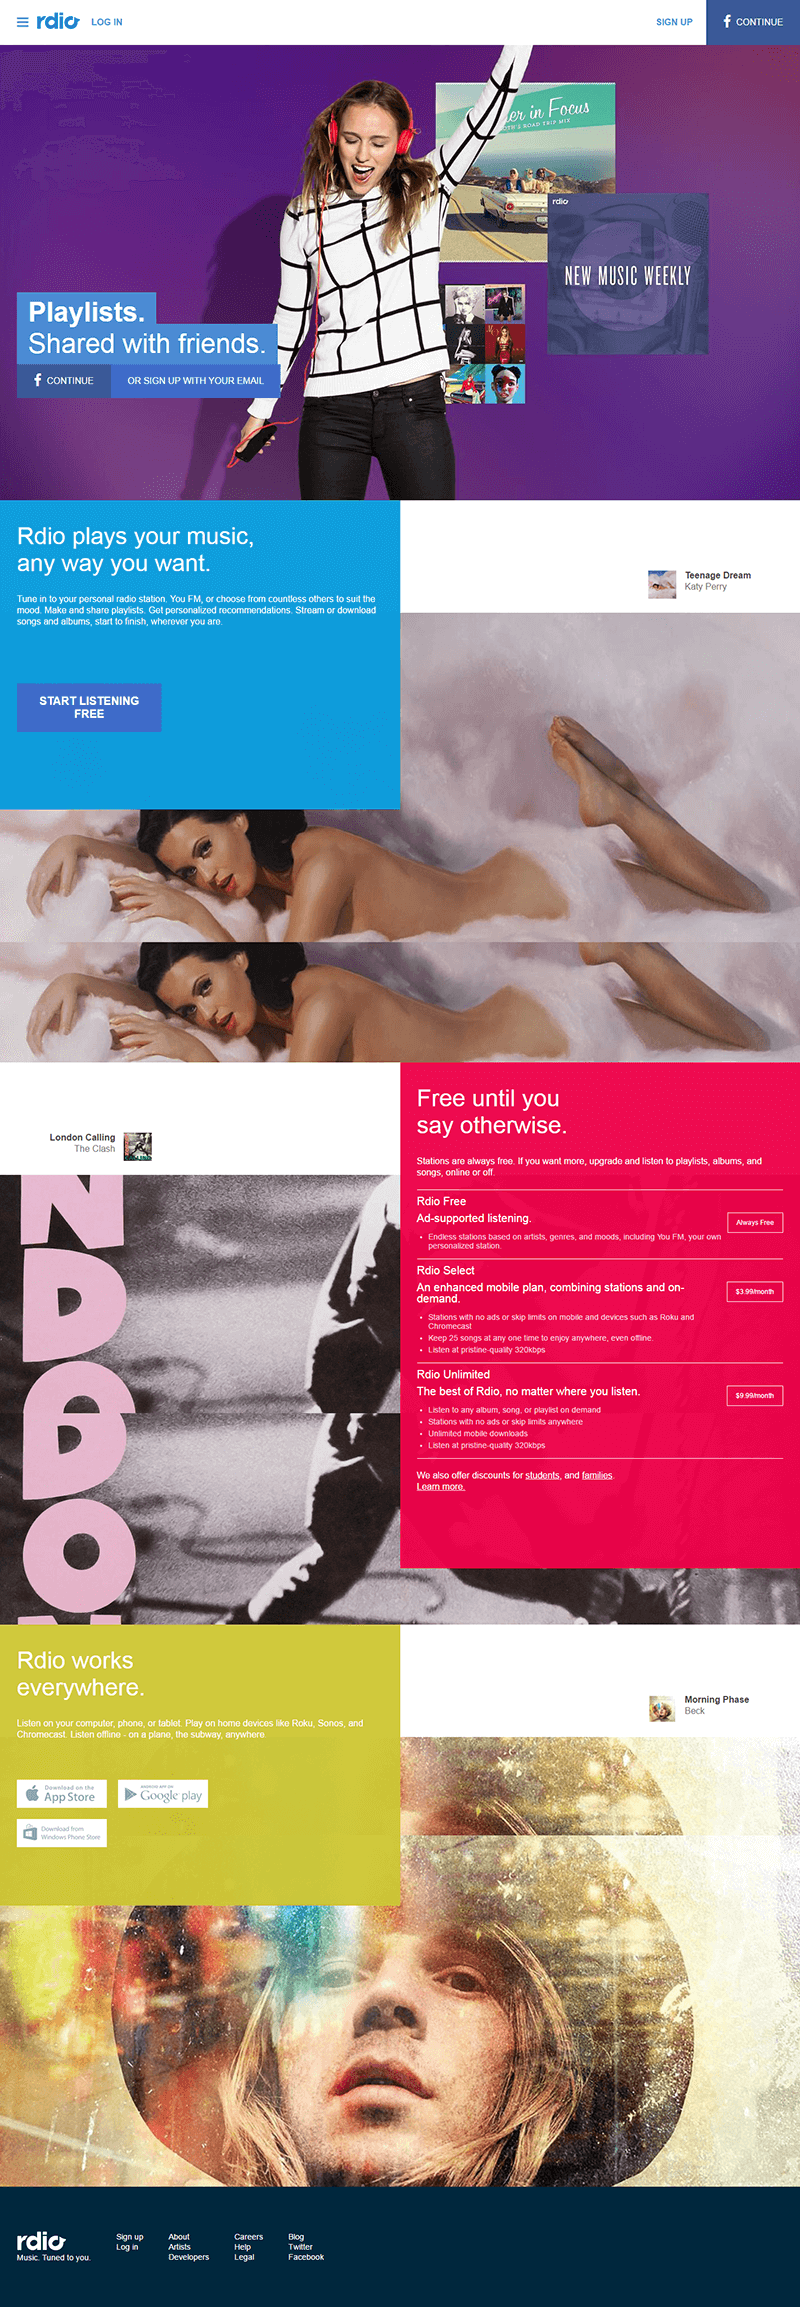 rdio LOG IN SIGN UP f CONTINUE
er in Focus
OTH'S ROAD TRIP MIX
rdio
NEW MUSIC WEEKLY
Playlists.
Shared with friends.
f CONTINUE OR SIGN UP WITH YOUR EMAIL
Rdio plays your music,
any way you want.
Tune in to your personal radio station. You FM, or choose from countless others to suit the
mood. Make and share playlists. Get personalized recommendations. Stream or download
songs and albums, start to finish, wherever you are.
START LISTENING
FREE
Teenage Dream
Katy Perry
London Calling
The Clash
N
D
O
D
O
N
Free until you
say otherwise.
Stations are always free. If you want more, upgrade and listen to playlists, albums, and
songs, online or off.
Rdio Free
Ad-supported listening.
Always Free
• Endless stations based on artists, genres, and moods, including You FM, your own
personalized station.
Rdio Select
An enhanced mobile plan, combining stations and on-
demand.
$3.99/month
• Stations with no ads or skip limits on mobile and devices such as Roku and
Chromecast
• Keep 25 songs at any one time to enjoy anywhere, even offline.
• Listen at pristine-quality 320kbps
Rdio Unlimited
The best of Rdio, no matter where you listen.
$9.99/month
• Listen to any album, song, or playlist on demand
• Stations with no ads or skip limits anywhere
• Unlimited mobile downloads
• Listen at pristine-quality 320kbps
We also offer discounts for students, and families.
Learn more.
Rdio works
everywhere.
Listen on your computer, phone, or tablet. Play on home devices like Roku, Sonos, and
Chromecast. Listen offline - on a plane, the subway, anywhere.
Download on the
App Store
ANDROID APP ON
Google play
Download from
Windows Phone Store
Morning Phase
Beck
rdio
Music. Tuned to you.
Sign up
Log in
About
Artists
Developers
Careers
Help
Legal
Blog
Twitter
Facebook